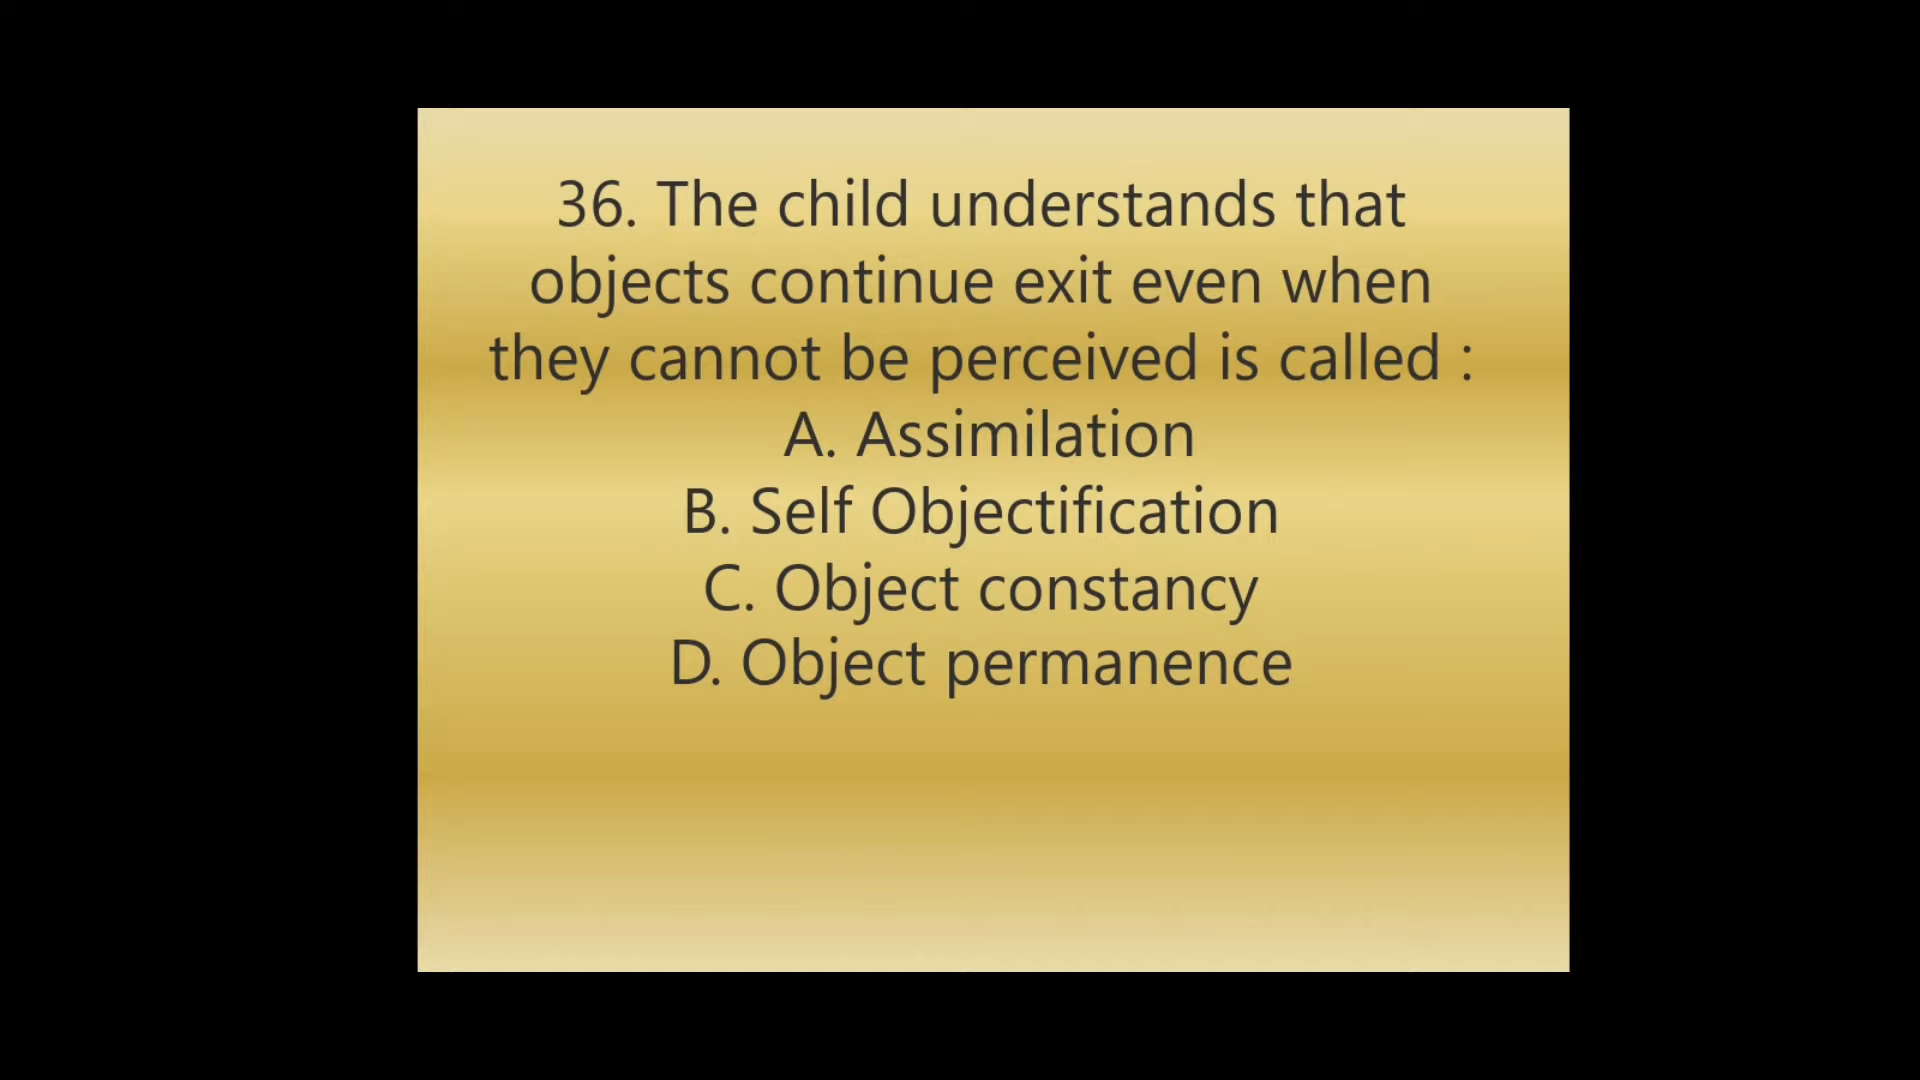 36. The child understands that
objects continue exit even when
they cannot be perceived is called :
A. Assimilation
B. Self Objectification
C. Object constancy
D. Object permanence